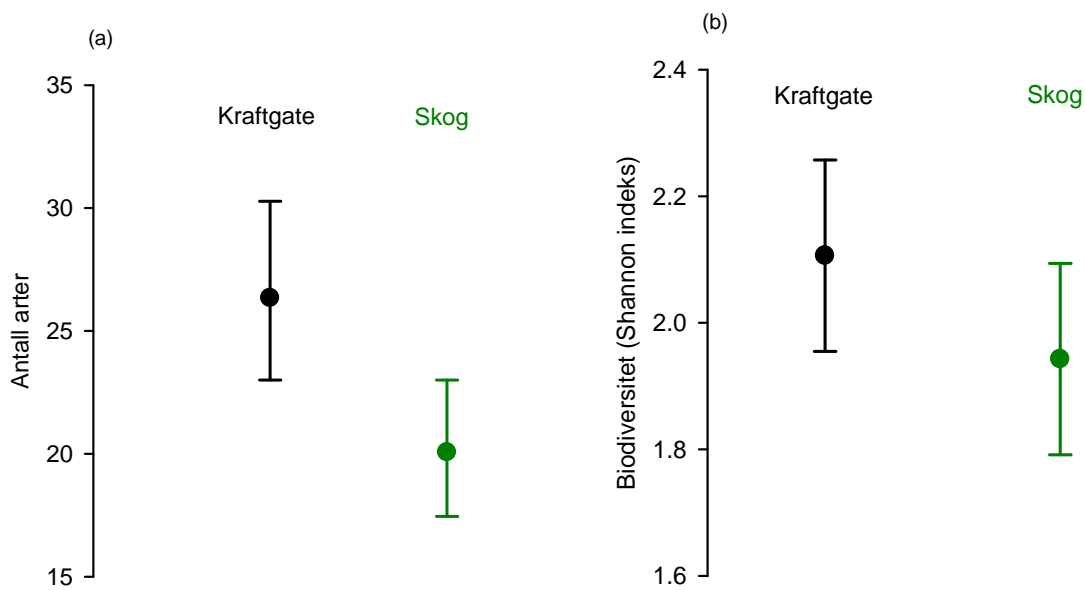 (a)
Antall arter
35
30
25
20
15
Kraftgate
Skog
(b)
Biodiversitet (Shannon indeks)
2.4
2.2
2.0
1.8
1.6
Kraftgate
Skog